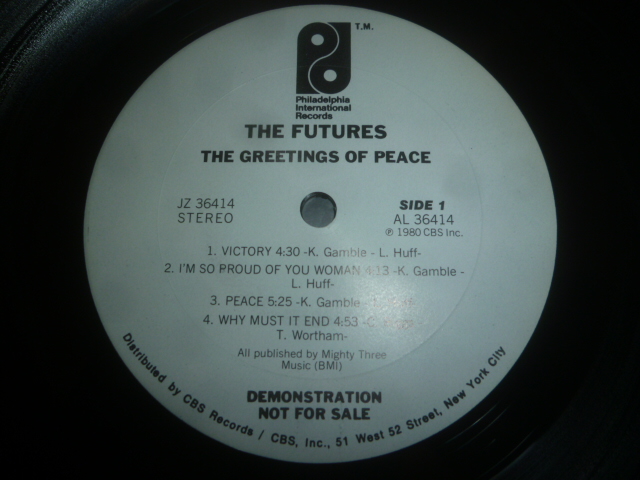 T.M.
Philadelphia
International
Records
THE FUTURES
THE GREETINGS OF PEACE
JZ 36414
STEREO
SIDE 1
AL 36414
℗ 1980 CBS Inc.
1. VICTORY 4:30 -K. Gamble - L. Huff-
2. I'M SO PROUD OF YOU WOMAN 4:13 -K. Gamble -
L. Huff-
3. PEACE 5:25 -K. Gamble -
4. WHY MUST IT END 4:53
T. Wortham-
All published by Mighty Three
Music (BMI)
DEMONSTRATION
NOT FOR SALE
Distributed by CBS Records / CBS, Inc., 51 West 52 Street, New York City